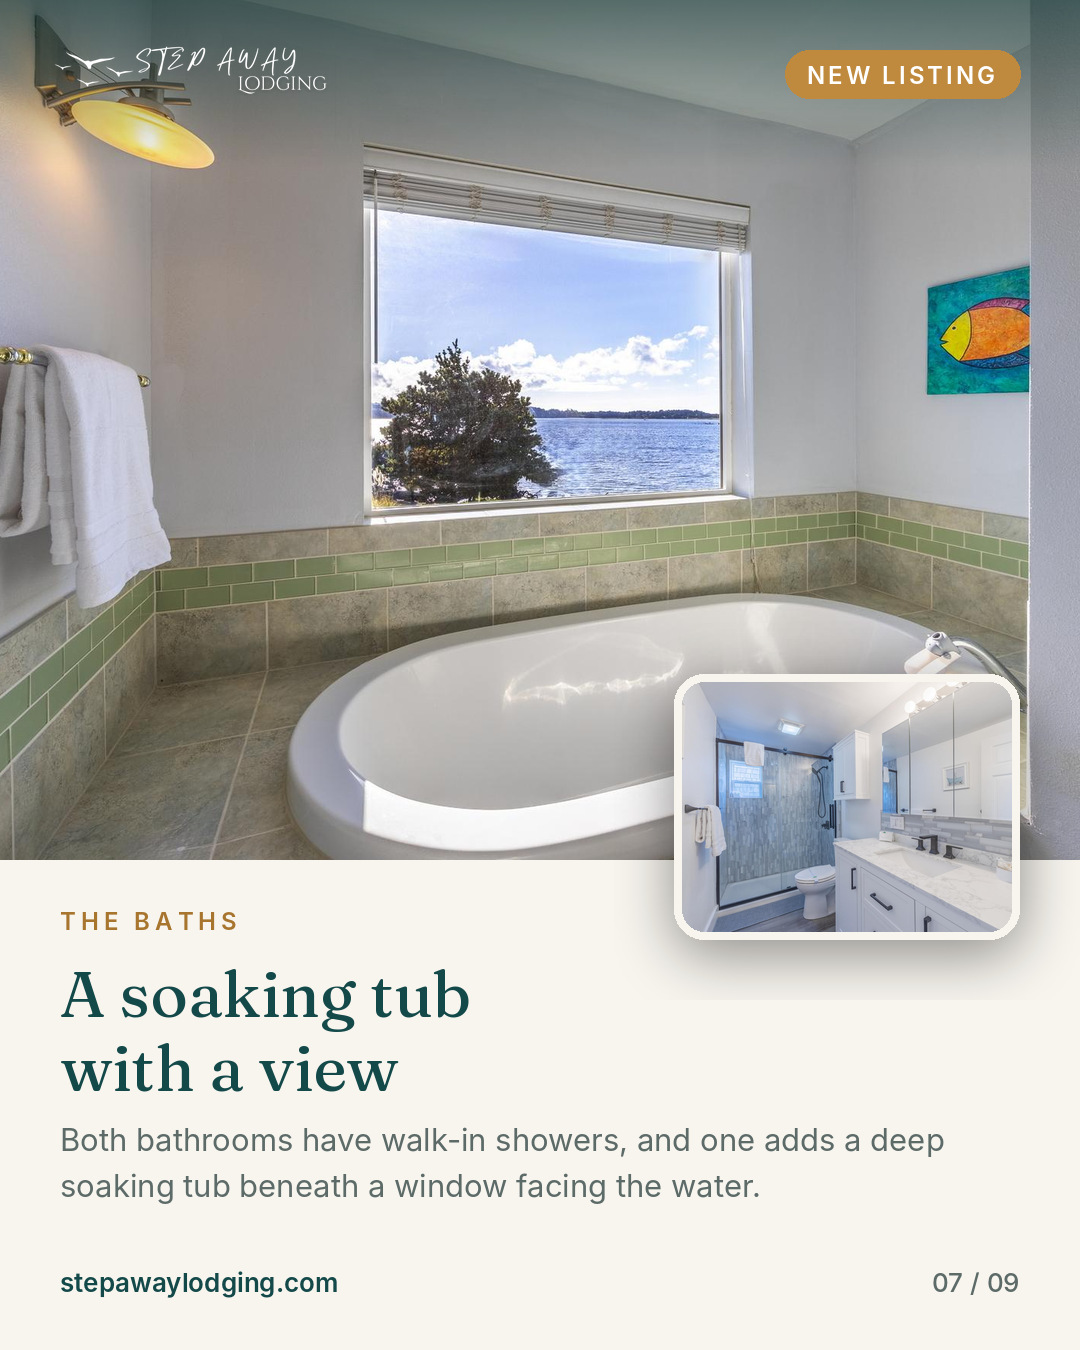 STEP AWAY
LODGING
NEW LISTING
THE BATHS
A soaking tub
with a view
Both bathrooms have walk-in showers, and one adds a deep
soaking tub beneath a window facing the water.
stepawaylodging.com
07 / 09